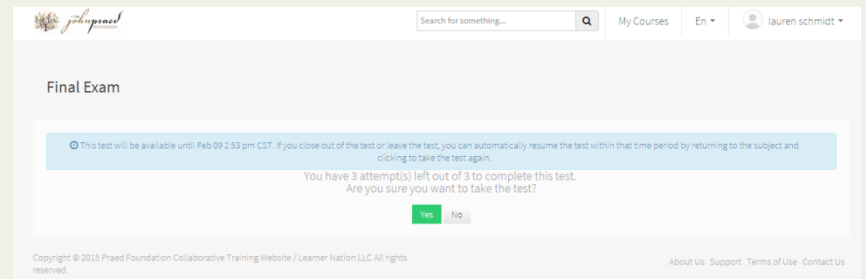 THE
john praed
FOUNDATION
Search for something...
My Courses
En
lauren schmidt
Final Exam
This test will be available until Feb 09 2:53 pm CST. If you close out of the test or leave the test, you can automatically resume the test within that time period by returning to the subject and
clicking to take the test again.
You have 3 attempt(s) left out of 3 to complete this test.
Are you sure you want to take the test?
Yes No
Copyright © 2015 Praed Foundation Collaborative Training Website / Learner Nation LLC All rights
reserved.
About Us Support Terms of Use Contact Us